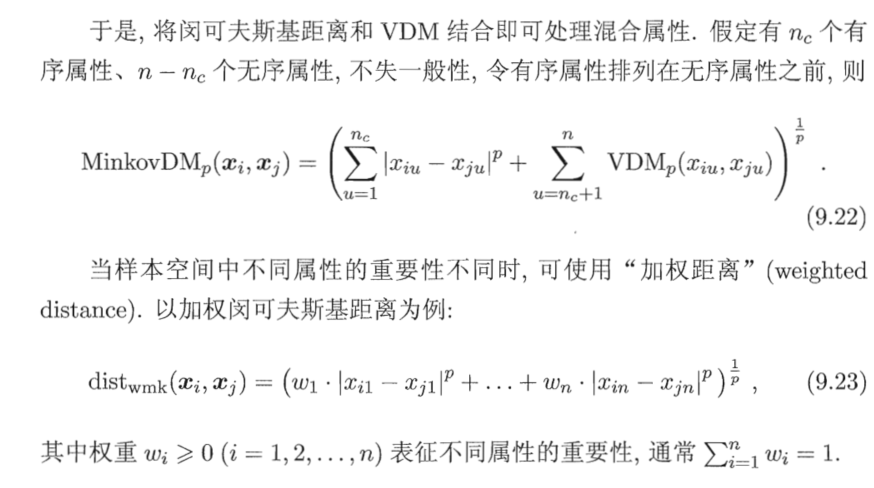 于是, 将闵可夫斯基距离和 VDM 结合即可处理混合属性. 假定有 $n_c$ 个有
序属性、$n - n_c$ 个无序属性, 不失一般性, 令有序属性排列在无序属性之前, 则
$\mathrm{MinkovDM}_p(\boldsymbol{x}_i, \boldsymbol{x}_j) = \left( \sum_{u=1}^{n_c} |x_{iu} - x_{ju}|^p + \sum_{u=n_c+1}^{n} \mathrm{VDM}_p(x_{iu}, x_{ju}) \right)^{\frac{1}{p}}.$
(9.22)
当样本空间中不同属性的重要性不同时, 可使用“加权距离” (weighted
distance). 以加权闵可夫斯基距离为例:
$\mathrm{dist}_{\mathrm{wmk}}(\boldsymbol{x}_i, \boldsymbol{x}_j) = \left( w_1 \cdot |x_{i1} - x_{j1}|^p + \ldots + w_n \cdot |x_{in} - x_{jn}|^p \right)^{\frac{1}{p}},$ (9.23)
其中权重 $w_i \geqslant 0$ ($i = 1, 2, \ldots, n$) 表征不同属性的重要性, 通常 $\sum_{i=1}^{n} w_i = 1$.